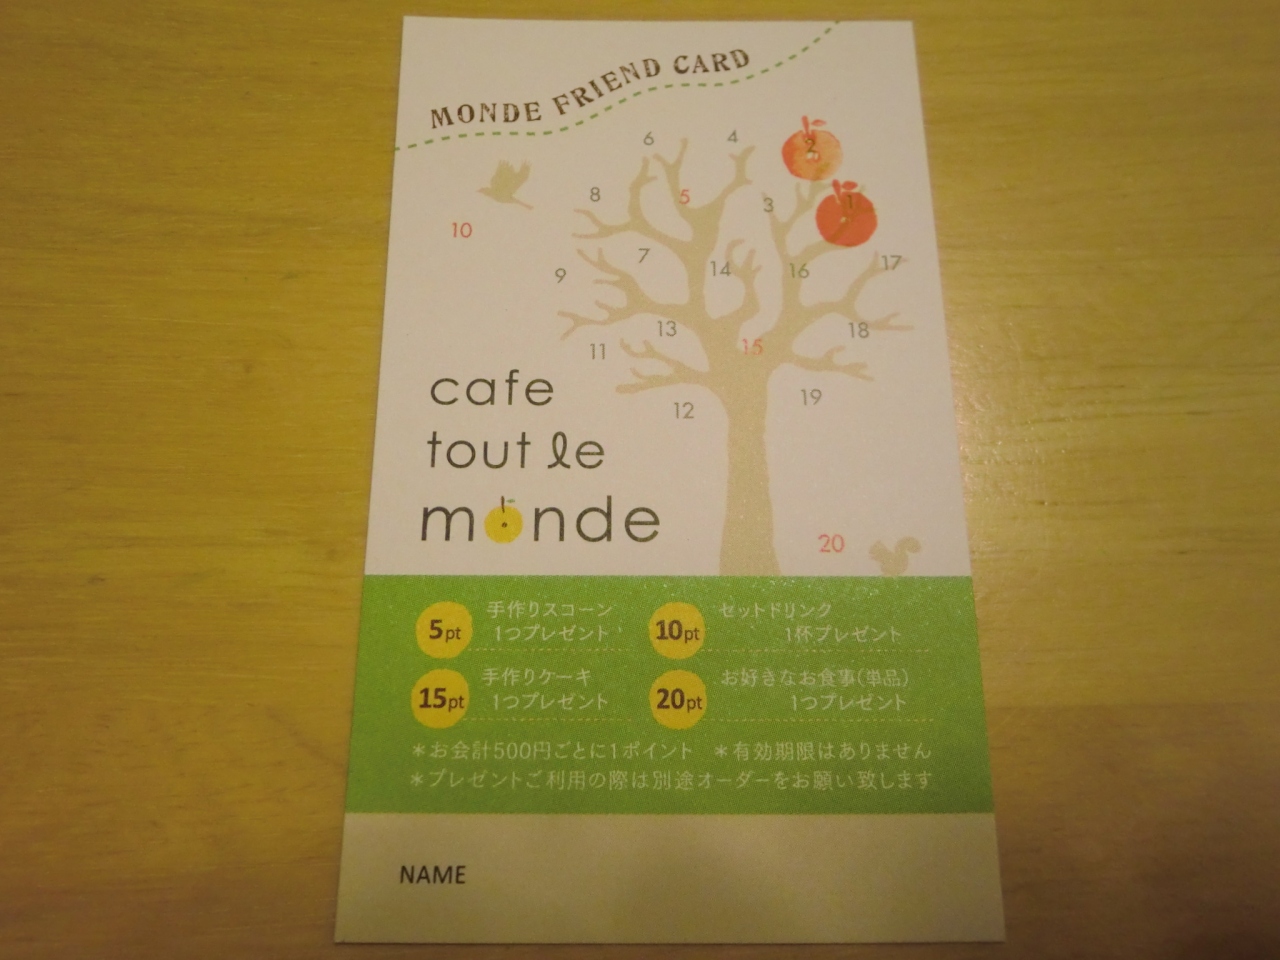 MONDE FRIEND CARD
6
4
2
8
5
3
1
10
7
9
14
16
17
13
18
11
15
12
19
cafe
tout le
monde
20
5pt
手作りスコーン
1つプレゼント
10pt
セットドリンク
1杯プレゼント
15pt
手作りケーキ
1つプレゼント
20pt
お好きなお食事(単品)
1つプレゼント
*お会計500円ごとに1ポイント *有効期限はありません
*プレゼントご利用の際は別途オーダーをお願い致します
NAME